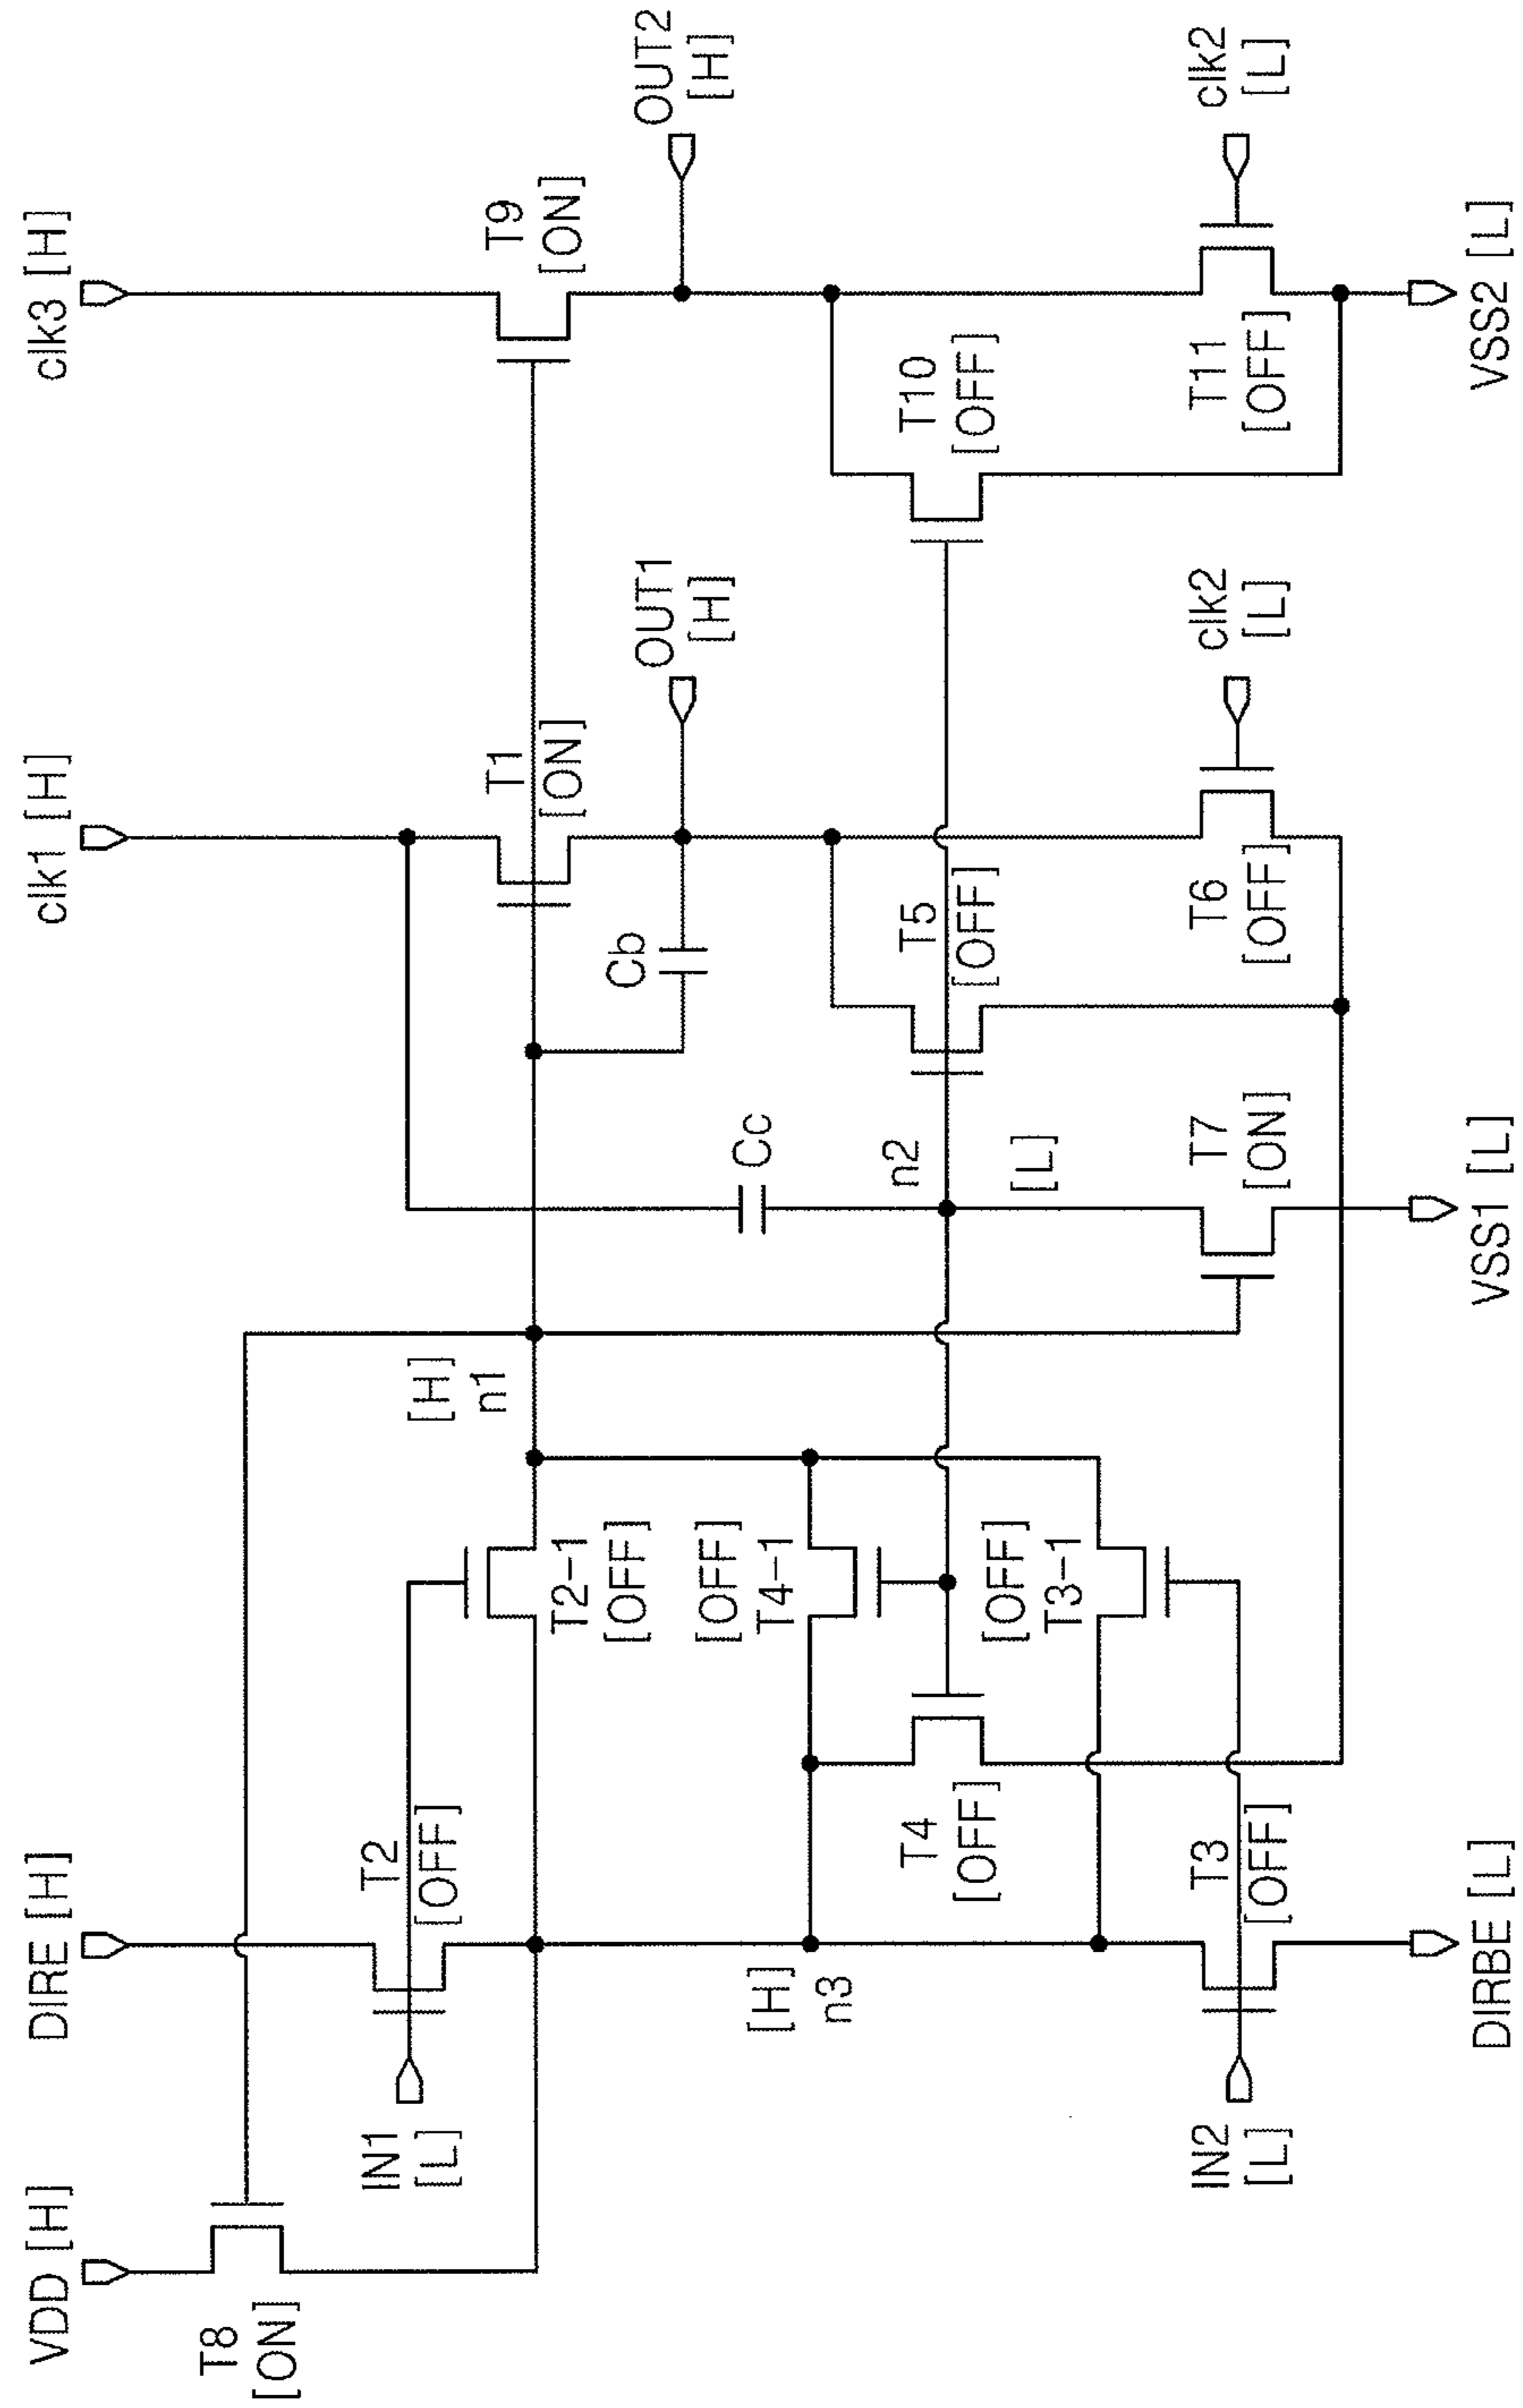 VDD [H]
DIRE [H]
clk1 [H]
clk3 [H]
T8
[ON]
IN1
[L]
T2
[OFF]
[H]
n1
T1
[ON]
T9
[ON]
T2-1
[OFF]
Cb
OUT1
[H]
OUT2
[H]
[H]
n3
[OFF]
T4-1
Cc
T4
[OFF]
n2
[L]
T5
[OFF]
T10
[OFF]
[OFF]
T3-1
IN2
[L]
T3
[OFF]
T7
[ON]
T6
[OFF]
clk2
[L]
T11
[OFF]
clk2
[L]
DIRBE [L]
VSS1 [L]
VSS2 [L]